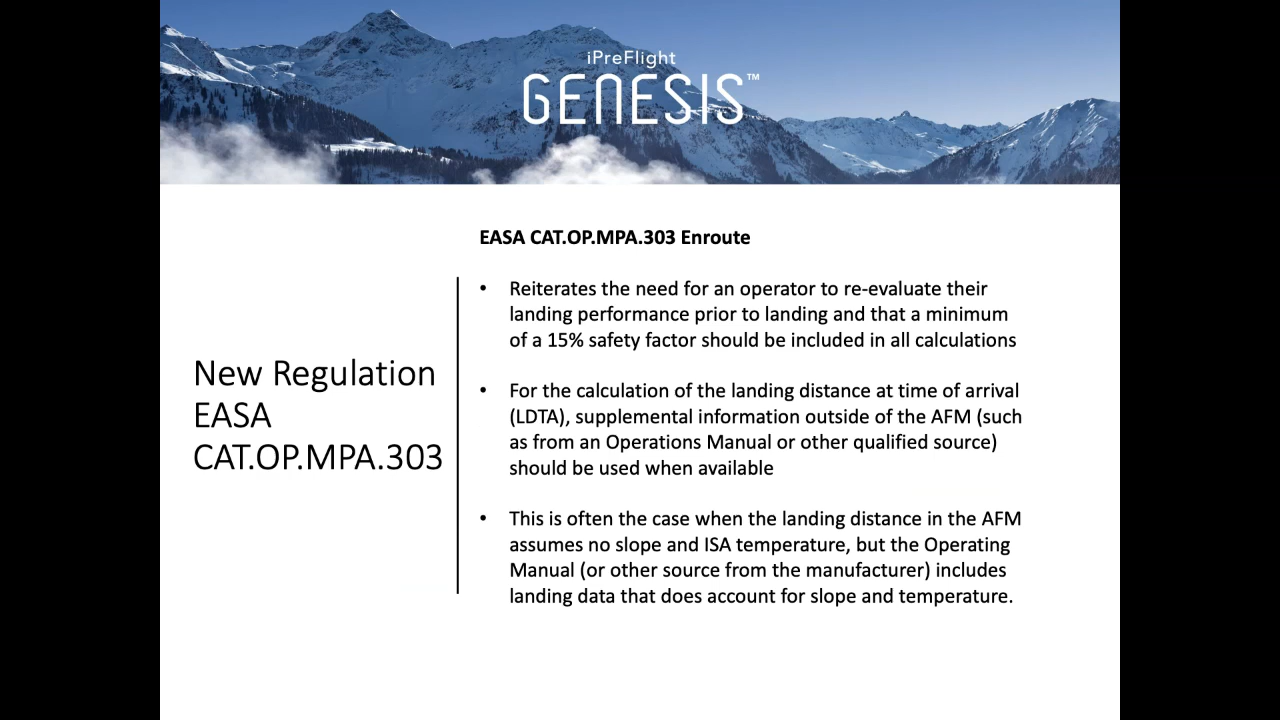 iPreFlight
GENESIS™
EASA CAT.OP.MPA.303 Enroute
• Reiterates the need for an operator to re-evaluate their
landing performance prior to landing and that a minimum
of a 15% safety factor should be included in all calculations
New Regulation
EASA
CAT.OP.MPA.303
• For the calculation of the landing distance at time of arrival
(LDTA), supplemental information outside of the AFM (such
as from an Operations Manual or other qualified source)
should be used when available
• This is often the case when the landing distance in the AFM
assumes no slope and ISA temperature, but the Operating
Manual (or other source from the manufacturer) includes
landing data that does account for slope and temperature.